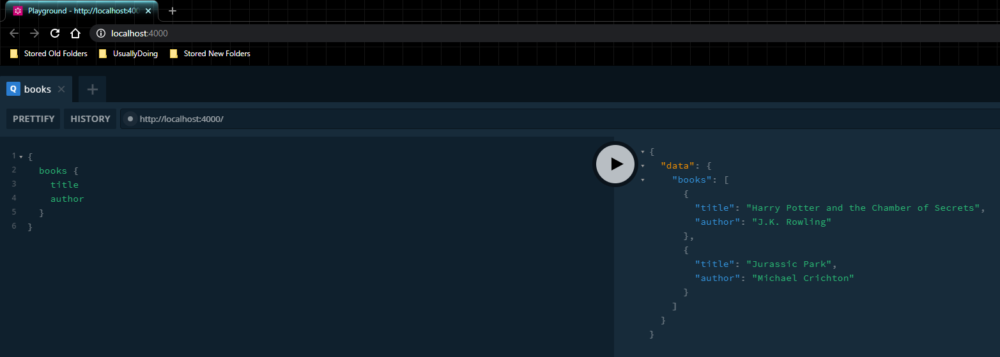 Playground - http://localhost:400
localhost:4000
Stored Old Folders UsuallyDoing Stored New Folders
Q books
PRETTIFY HISTORY http://localhost:4000/
1 {
2 books {
3 title
4 author
5 }
6 }
{
"data": {
"books": [
{
"title": "Harry Potter and the Chamber of Secrets",
"author": "J.K. Rowling"
},
{
"title": "Jurassic Park",
"author": "Michael Crichton"
}
]
}
}